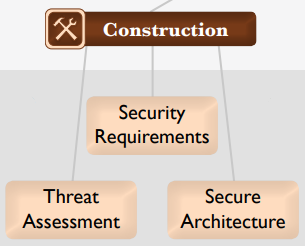 Construction
Security
Requirements
Threat
Assessment
Secure
Architecture